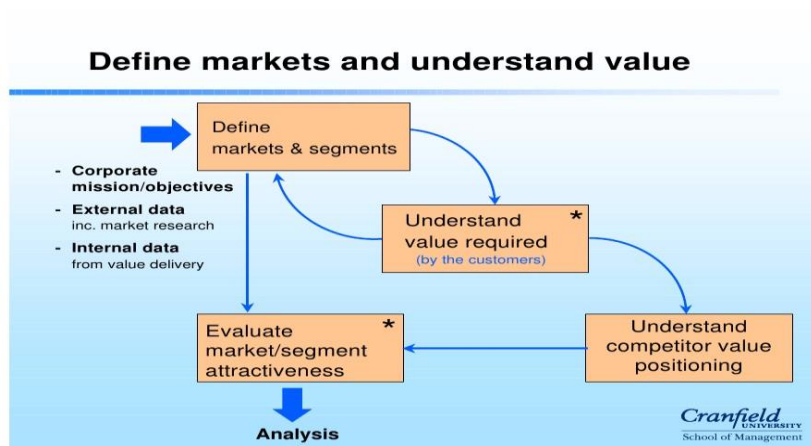 Define markets and understand value
Define
markets & segments
- Corporate
mission/objectives
- External data
inc. market research
- Internal data
from value delivery
Understand *
value required
(by the customers)
Evaluate *
market/segment
attractiveness
Understand
competitor value
positioning
Analysis
Cranfield
UNIVERSITY
School of Management